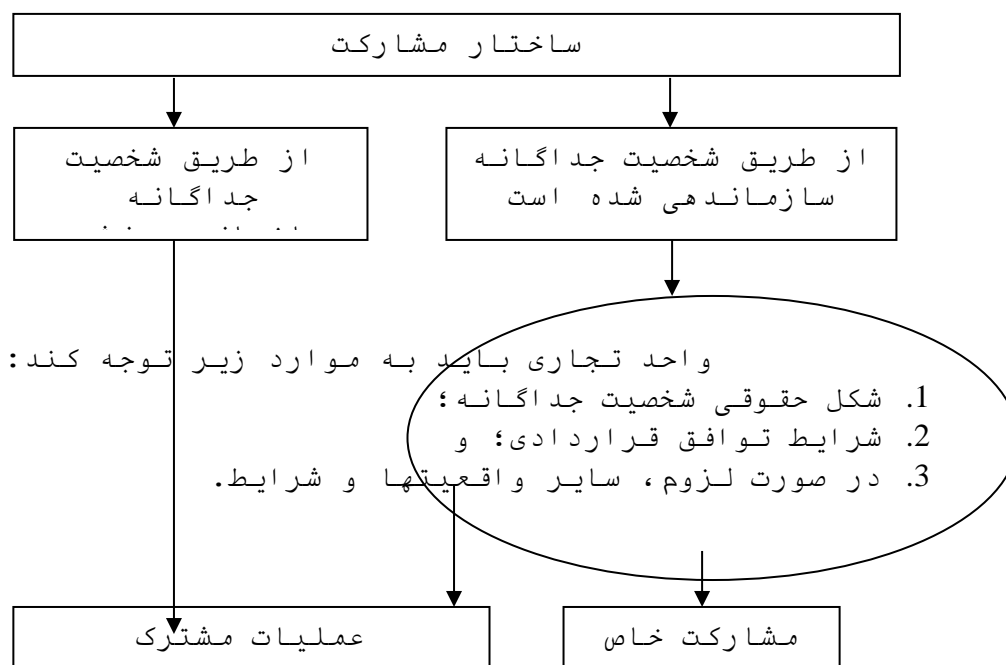 ساختار مشارکت
از طریق شخصیت جداگانه
سازماندهی شده است
از طریق شخصیت
جداگانه
واحد تجاری باید به موارد زیر توجه کند:
1. شکل حقوقی شخصیت جداگانه؛
2. شرایط توافق قراردادی؛ و
3. در صورت لزوم، سایر واقعیتها و شرایط.
مشارکت خاص
عملیات مشترک